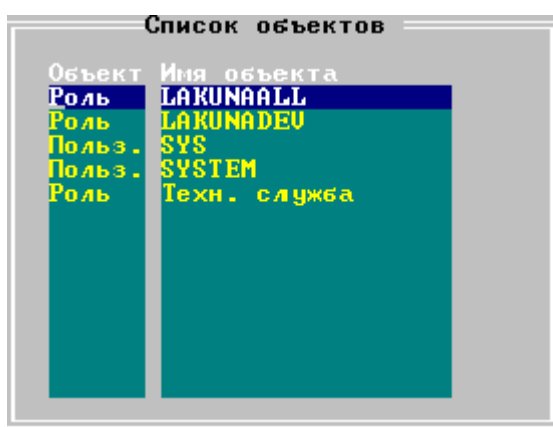 Список объектов
Объект Имя объекта
Роль LAKUNAALL
Роль LAKUNADEV
Польз. SYS
Польз. SYSTEM
Роль Техн. служба